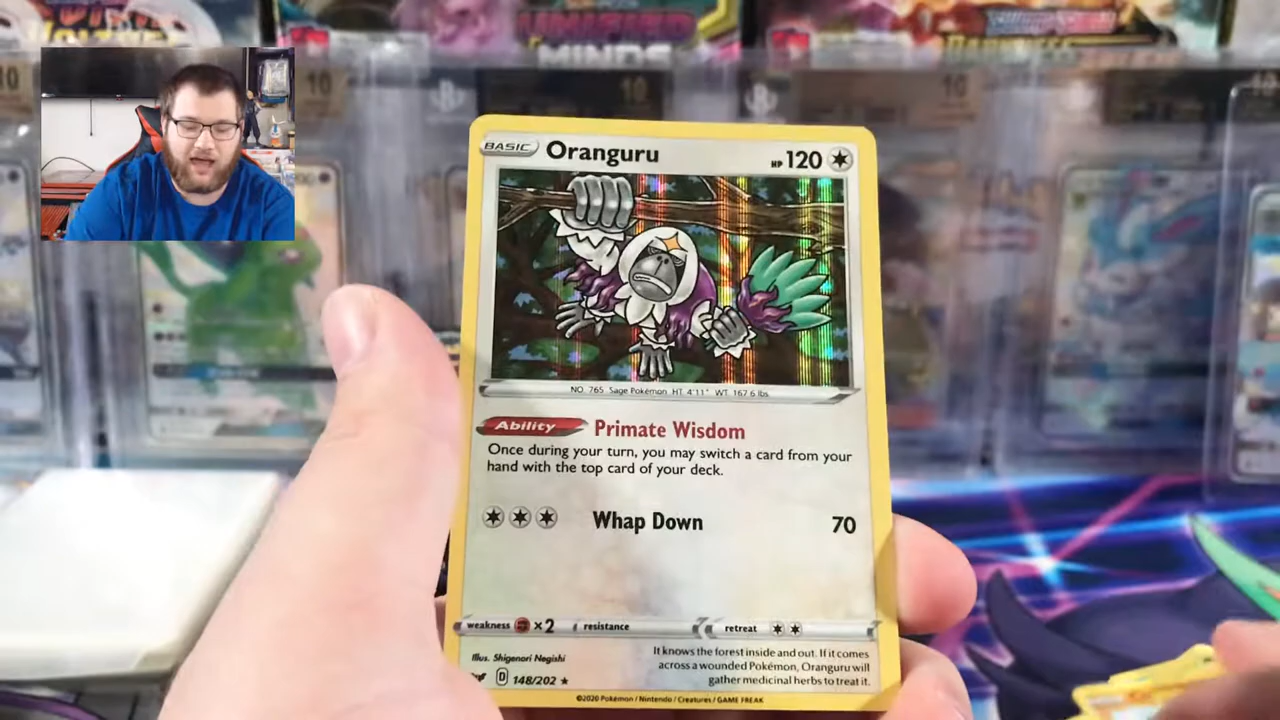 UNIFIED
MINDS
10
10
10
10
BASIC Oranguru HP 120
NO. 765 Sage Pokémon HT 4'11" WT 167.6 lbs.
Ability Primate Wisdom
Once during your turn, you may switch a card from your
hand with the top card of your deck.
Whap Down 70
weakness ×2 resistance retreat
Illus. Shigenori Negishi
D 148/202
It knows the forest inside and out. If it comes
across a wounded Pokémon, Oranguru will
gather medicinal herbs to treat it.
©2020 Pokémon / Nintendo / Creatures / GAME FREAK